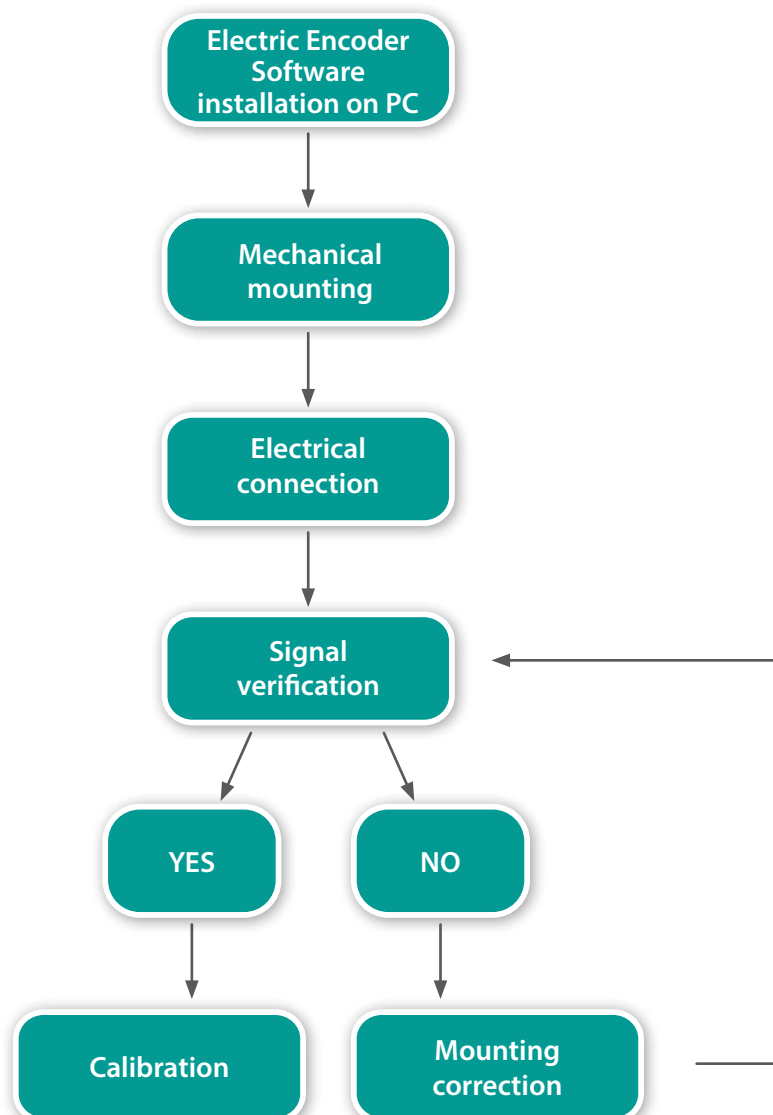 Electric Encoder
Software
installation on PC
Mechanical
mounting
Electrical
connection
Signal
verification
YES
NO
Calibration
Mounting
correction